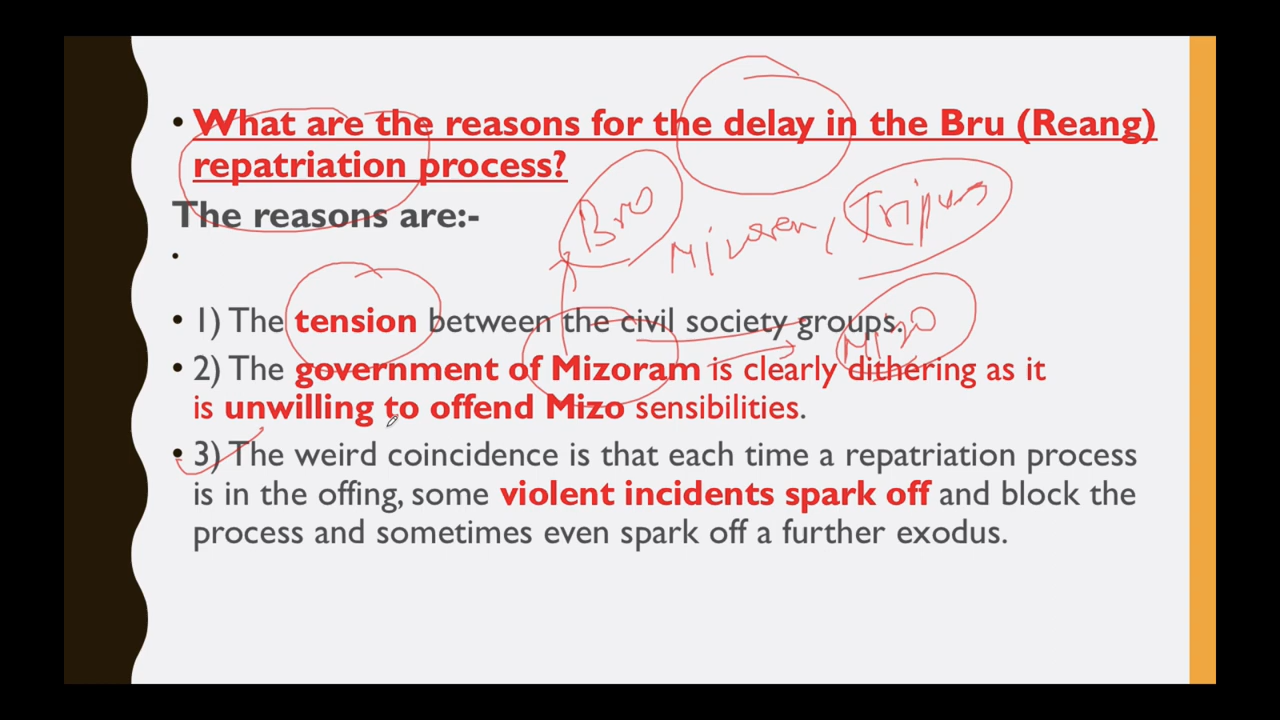 • What are the reasons for the delay in the Bru (Reang)
repatriation process?
The reasons are:-
Bro
Mizoram, Tripura
•
• 1) The tension between the civil society groups.
Mizo
• 2) The government of Mizoram is clearly dithering as it
is unwilling to offend Mizo sensibilities.
• 3) The weird coincidence is that each time a repatriation process
is in the offing, some violent incidents spark off and block the
process and sometimes even spark off a further exodus.